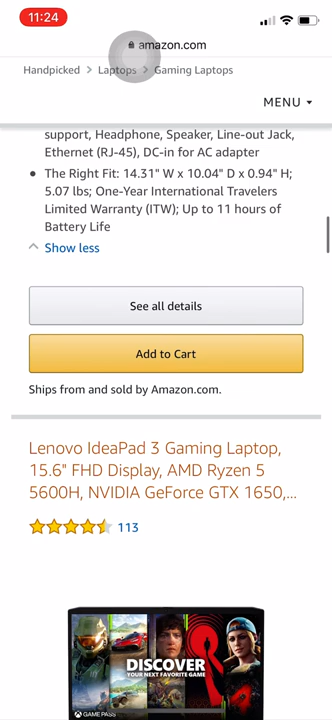 11:24
amazon.com
Handpicked > Laptops > Gaming Laptops
MENU
support, Headphone, Speaker, Line-out Jack,
Ethernet (RJ-45), DC-in for AC adapter
The Right Fit: 14.31" W x 10.04" D x 0.94" H;
5.07 lbs; One-Year International Travelers
Limited Warranty (ITW); Up to 11 hours of
Battery Life
Show less
See all details
Add to Cart
Ships from and sold by Amazon.com.
Lenovo IdeaPad 3 Gaming Laptop,
15.6" FHD Display, AMD Ryzen 5
5600H, NVIDIA GeForce GTX 1650,...
113
DISCOVER
YOUR NEXT FAVORITE GAME
GAME PASS